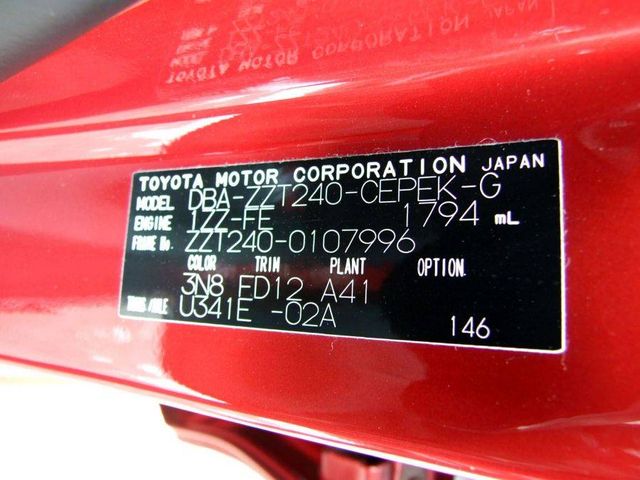 TOYOTA MOTOR CORPORATION JAPAN
MODEL DBA-ZZT240-CEPEK-G
ENGINE 1ZZ-FE 1794 mL
FRAME No. ZZT240-0107996
COLOR TRIM PLANT OPTION
3N8 FD12 A41
TRANS/AXLE U341E -02A
146